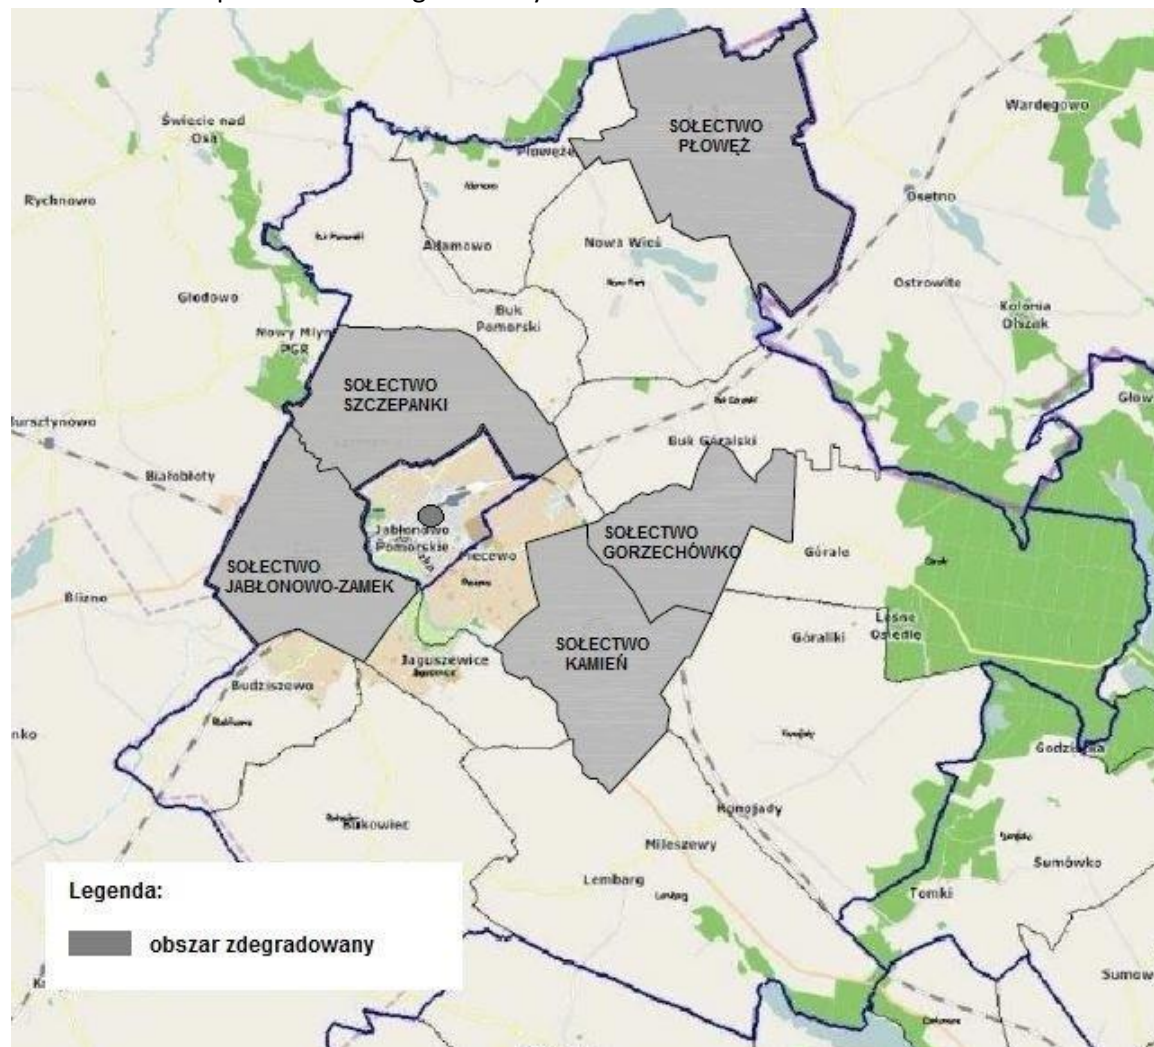 SOŁECTWO
PŁOWĘŻ
Wardęgowo
Świecie nad
Osą
Płowęże
Rychnowo
Osetno
Adamowo
Nowa Wieś
Głodowo
Ostrowite
Kolonia
Olszak
Buk
Pomorski
Nowy Młyn
PGR
SOŁECTWO
SZCZEPANKI
Buk Góralski
Białobłoty
Jabłonowo
Pomorskie
Piecewo
SOŁECTWO
GORZECHÓWKO
Górale
SOŁECTWO
JABŁONOWO-ZAMEK
Blizno
Leśne
Osiedle
Góraliki
SOŁECTWO
KAMIEŃ
Jaguszewice
Budziszewo
Konojady
Bukowiec
Mileszewy
Sumówko
Lembarg
Tomki
Legenda:
obszar zdegradowany